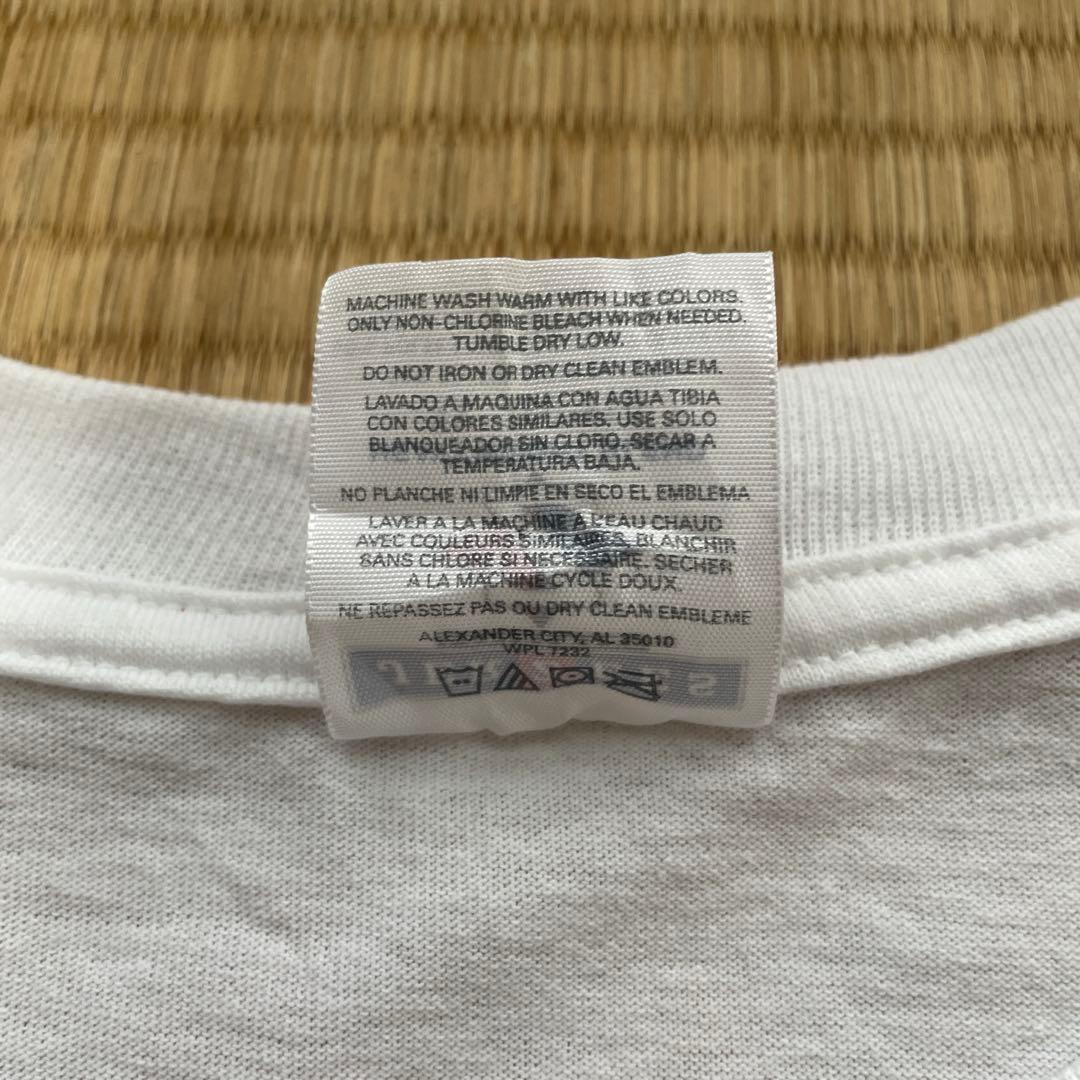 MACHINE WASH WARM WITH LIKE COLORS.
ONLY NON-CHLORINE BLEACH WHEN NEEDED.
TUMBLE DRY LOW.
DO NOT IRON OR DRY CLEAN EMBLEM.
LAVADO A MAQUINA CON AGUA TIBIA
CON COLORES SIMILARES. USE SOLO
BLANQUEADOR SIN CLORO. SECAR A
TEMPERATURA BAJA.
NO PLANCHE NI LIMPIE EN SECO EL EMBLEMA
LAVER A LA MACHINE A L'EAU CHAUD
AVEC COULEURS SIMILAIRES. BLANCHIR
SANS CHLORE SI NECESSAIRE. SECHER
A LA MACHINE CYCLE DOUX.
NE REPASSEZ PAS OU DRY CLEAN EMBLEME
ALEXANDER CITY, AL 35010
WPL 7232